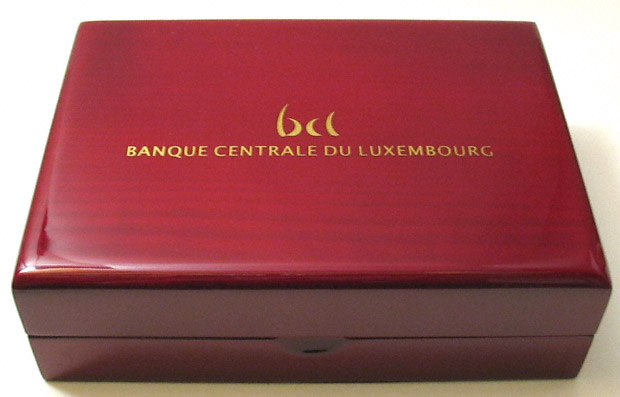 bcl
BANQUE CENTRALE DU LUXEMBOURG